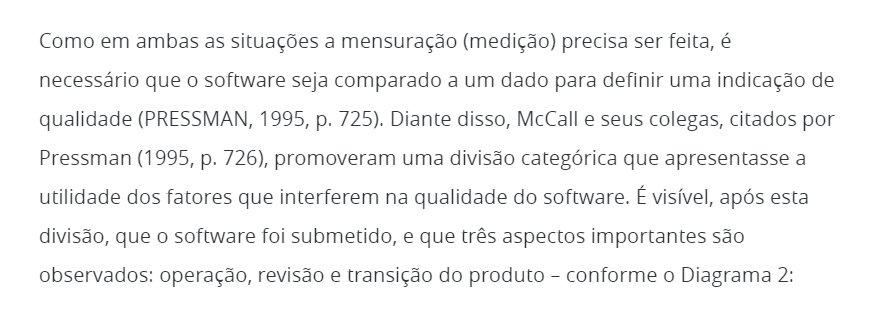 Como em ambas as situações a mensuração (medição) precisa ser feita, é
necessário que o software seja comparado a um dado para definir uma indicação de
qualidade (PRESSMAN, 1995, p. 725). Diante disso, McCall e seus colegas, citados por
Pressman (1995, p. 726), promoveram uma divisão categórica que apresentasse a
utilidade dos fatores que interferem na qualidade do software. É visível, após esta
divisão, que o software foi submetido, e que três aspectos importantes são
observados: operação, revisão e transição do produto – conforme o Diagrama 2: